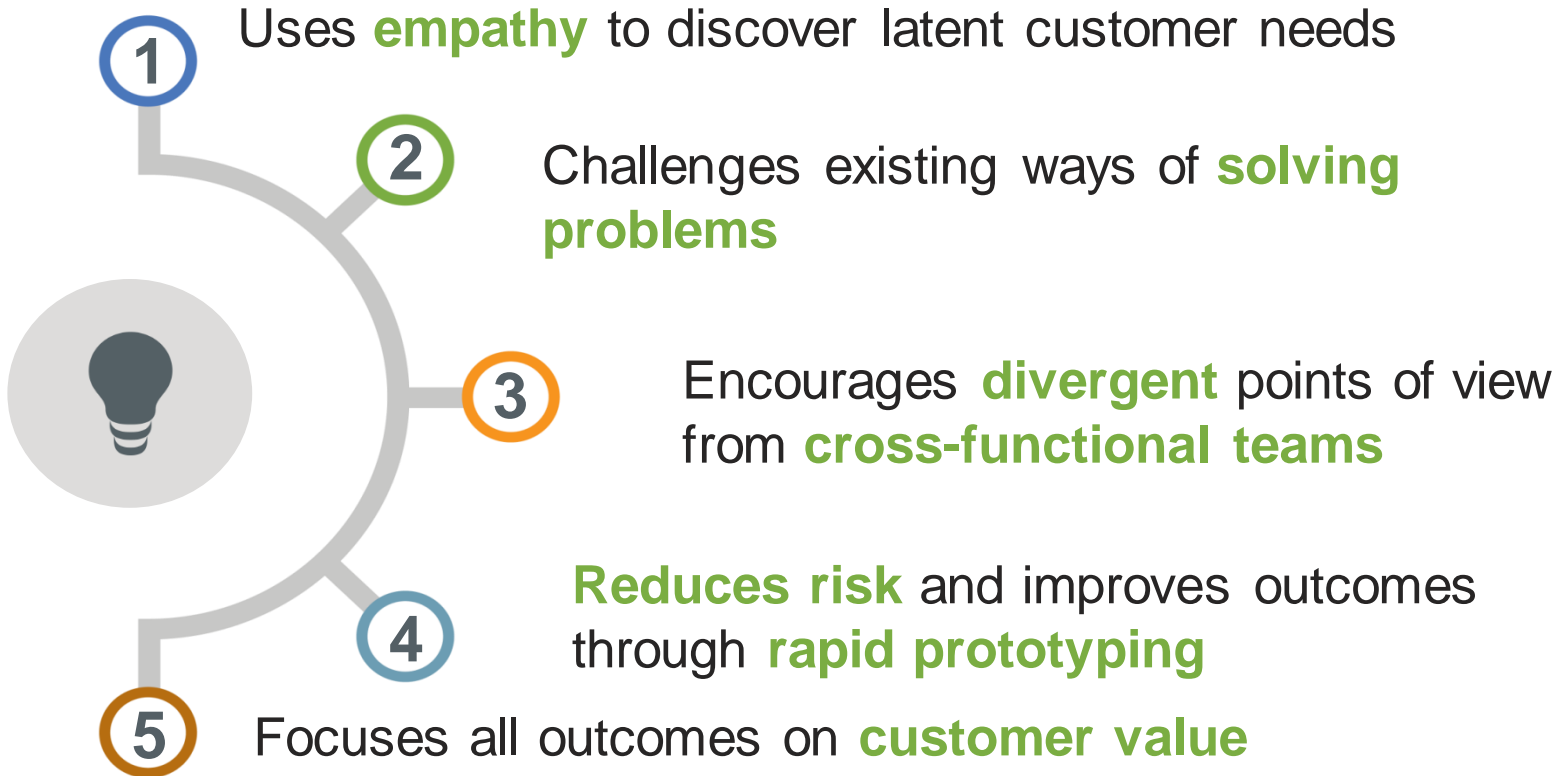 1
Uses empathy to discover latent customer needs
2
Challenges existing ways of solving
problems
3
Encourages divergent points of view
from cross-functional teams
4
Reduces risk and improves outcomes
through rapid prototyping
5
Focuses all outcomes on customer value